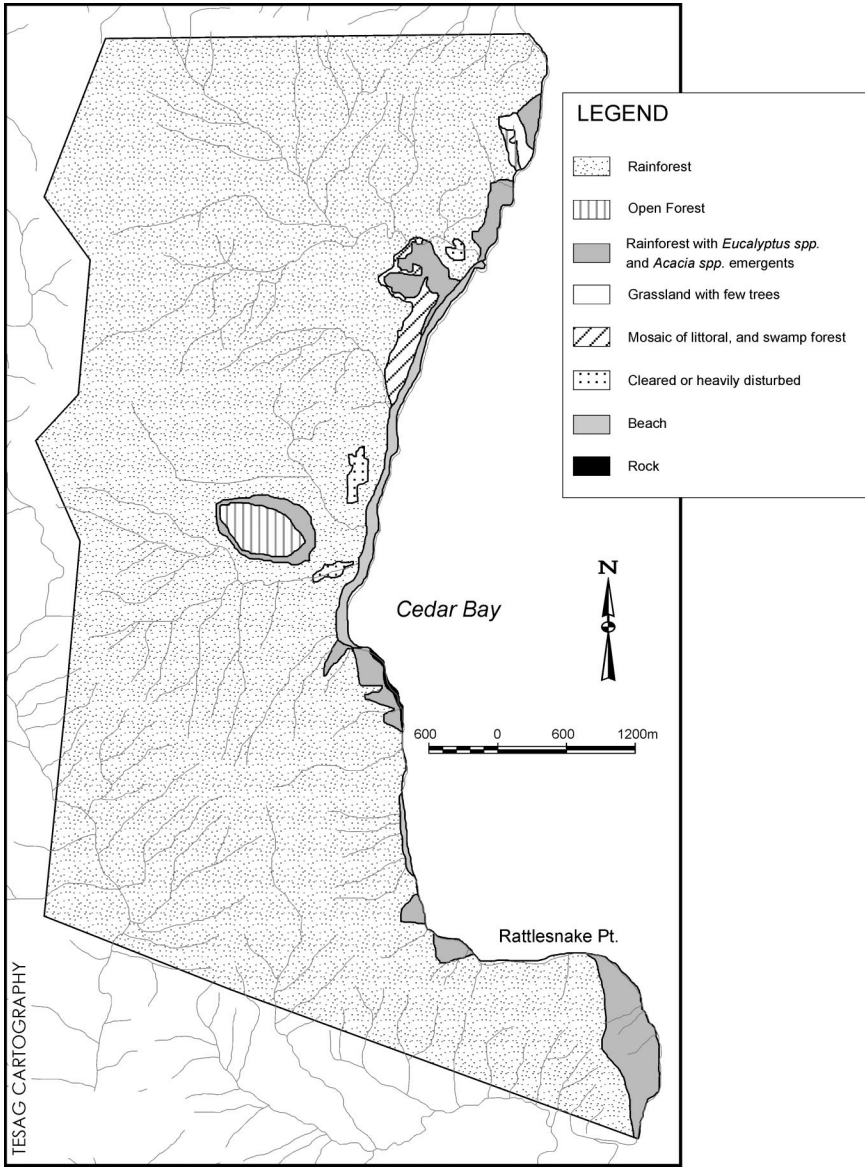 LEGEND
Rainforest
Open Forest
Rainforest with Eucalyptus spp.
and Acacia spp. emergents
Grassland with few trees
Mosaic of littoral, and swamp forest
Cleared or heavily disturbed
Beach
Rock
N
Cedar Bay
600 0 600 1200m
Rattlesnake Pt.
TESAG CARTOGRAPHY